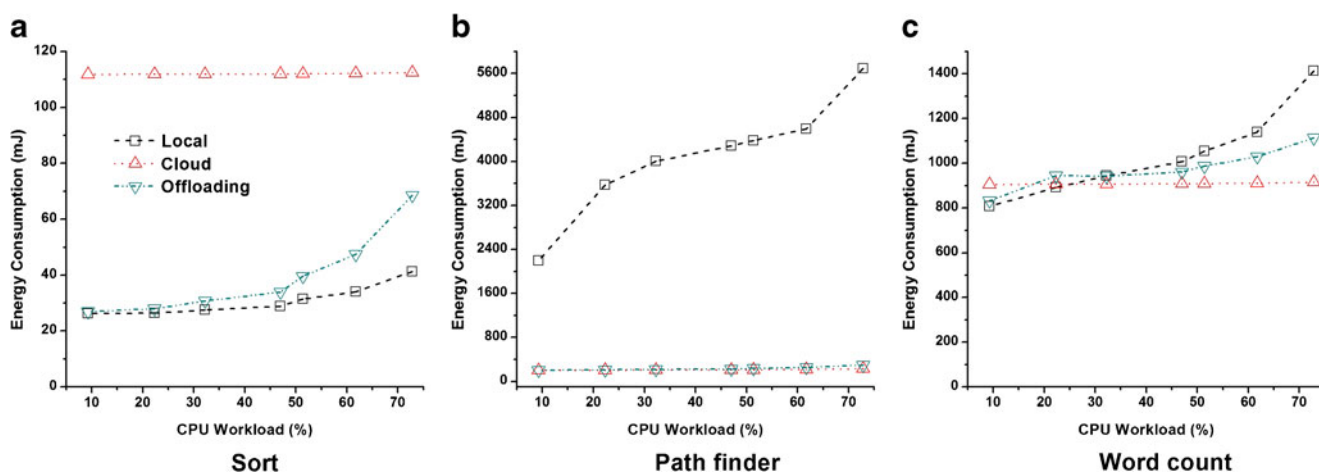 a
120
100
80
60
40
20
0
Energy Consumption (mJ)
Local
Cloud
Offloading
10 20 30 40 50 60 70
CPU Workload (%)
Sort
b
5600
4800
4000
3200
2400
1600
800
0
Energy Consumption (mJ)
10 20 30 40 50 60 70
CPU Workload (%)
Path finder
c
1400
1200
1000
800
600
400
200
0
Energy Consumption (mJ)
10 20 30 40 50 60 70
CPU Workload (%)
Word count